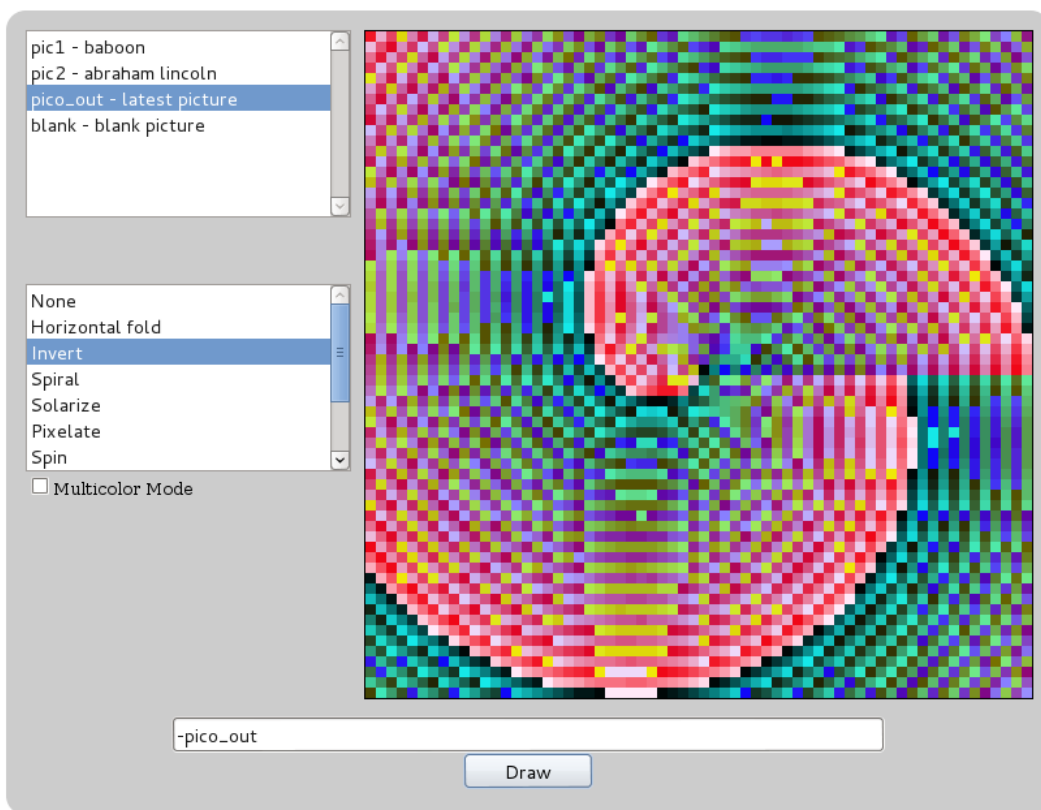 pic1 - baboon
pic2 - abraham lincoln
pico_out - latest picture
blank - blank picture
None
Horizontal fold
Invert
Spiral
Solarize
Pixelate
Spin
Multicolor Mode
-pico_out
Draw